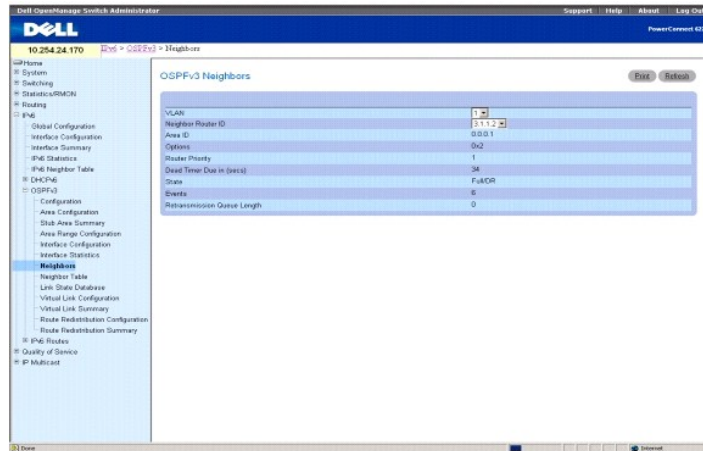 Dell OpenManage Switch Administrator
Support Help About Log Out
DELL
PowerConnect 622
10.254.24.170
IPv6 > OSPFv3 > Neighbors
Home
System
Switching
Statistics/RMON
Routing
IPv6
Global Configuration
Interface Configuration
Interface Summary
IPv6 Statistics
IPv6 Neighbor Table
DHCPv6
OSPFv3
Configuration
Area Configuration
Stub Area Summary
Area Range Configuration
Interface Configuration
Interface Statistics
Neighbors
Neighbor Table
Link State Database
Virtual Link Configuration
Virtual Link Summary
Route Redistribution Configuration
Route Redistribution Summary
IPv6 Routes
Quality of Service
IP Multicast
OSPFv3 Neighbors
Print Refresh
VLAN 1
Neighbor Router ID 3.1.1.2
Area ID 0.0.0.1
Options 0x2
Router Priority 1
Dead Timer Due in (secs) 34
State Full/DR
Events 6
Retransmission Queue Length 0
Done
Internet